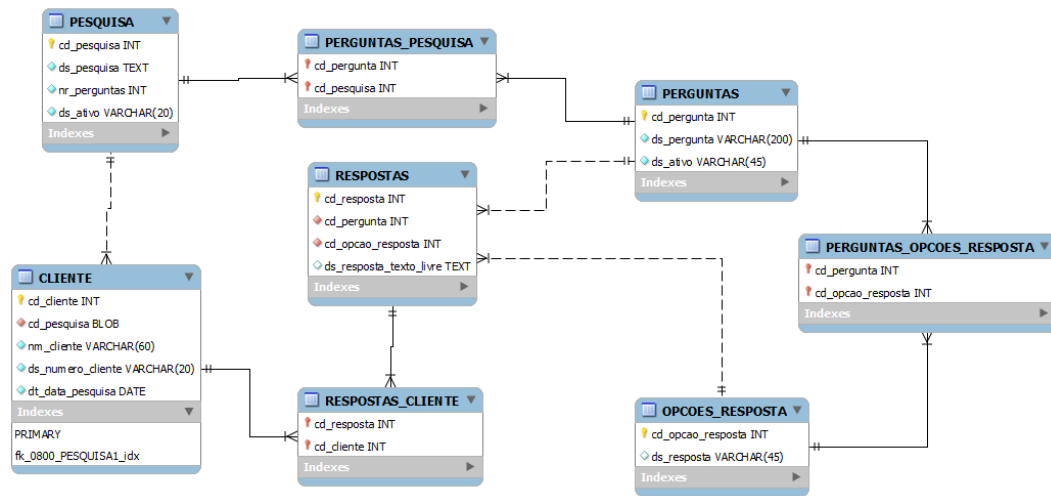 PESQUISA
cd_pesquisa INT
ds_pesquisa TEXT
nr_perguntas INT
ds_ativo VARCHAR(20)
Indexes
PERGUNTAS_PESQUISA
cd_pergunta INT
cd_pesquisa INT
Indexes
PERGUNTAS
cd_pergunta INT
ds_pergunta VARCHAR(200)
ds_ativo VARCHAR(45)
Indexes
RESPOSTAS
cd_resposta INT
cd_pergunta INT
cd_opcao_resposta INT
ds_resposta_texto_livre TEXT
Indexes
PERGUNTAS_OPCOES_RESPOSTA
cd_pergunta INT
cd_opcao_resposta INT
Indexes
CLIENTE
cd_cliente INT
cd_pesquisa BLOB
nm_cliente VARCHAR(60)
ds_numero_cliente VARCHAR(20)
dt_data_pesquisa DATE
Indexes
PRIMARY
fk_0800_PESQUISA1_idx
RESPOSTAS_CLIENTE
cd_resposta INT
cd_cliente INT
Indexes
OPCOES_RESPOSTA
cd_opcao_resposta INT
ds_resposta VARCHAR(45)
Indexes